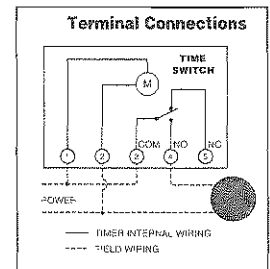 Terminal Connections
TIME
SWITCH
M
COM NO NC
1 2 3 4 5
POWER
TIMER INTERNAL WIRING
FIELD WIRING